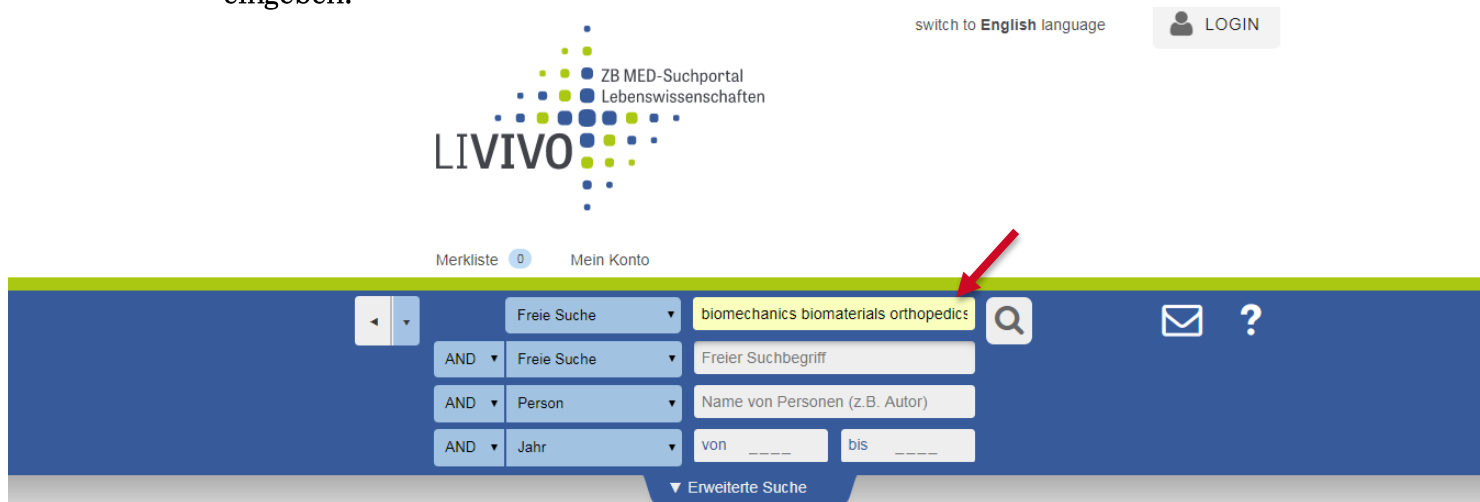 eingeben.
switch to English language
LOGIN
ZB MED-Suchportal
Lebenswissenschaften
LIVIVO
Merkliste 0 Mein Konto
Freie Suche biomechanics biomaterials orthopedics
AND Freie Suche Freier Suchbegriff
AND Person Name von Personen (z.B. Autor)
AND Jahr von ____ bis ____
Erweiterte Suche